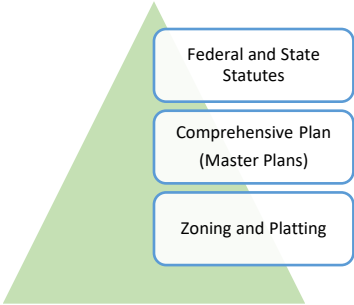 Federal and State
Statutes
Comprehensive Plan
(Master Plans)
Zoning and Platting